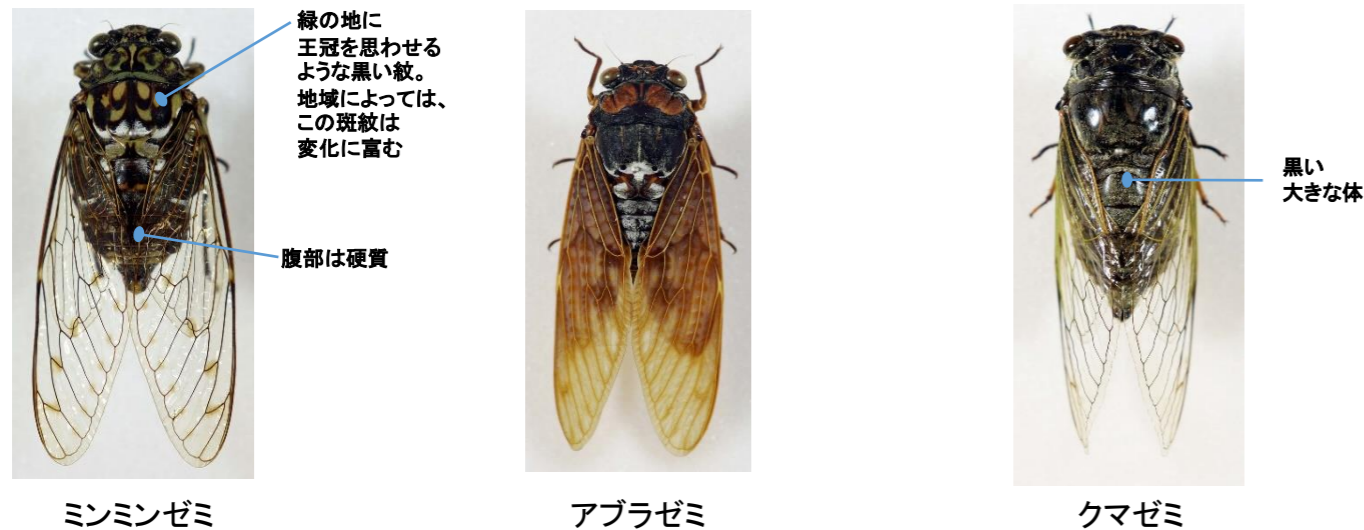 緑の地に
王冠を思わせる
ような黒い紋。
地域によっては、
この斑紋は
変化に富む
腹部は硬質
黒い
大きな体
ミンミンゼミ
アブラゼミ
クマゼミ